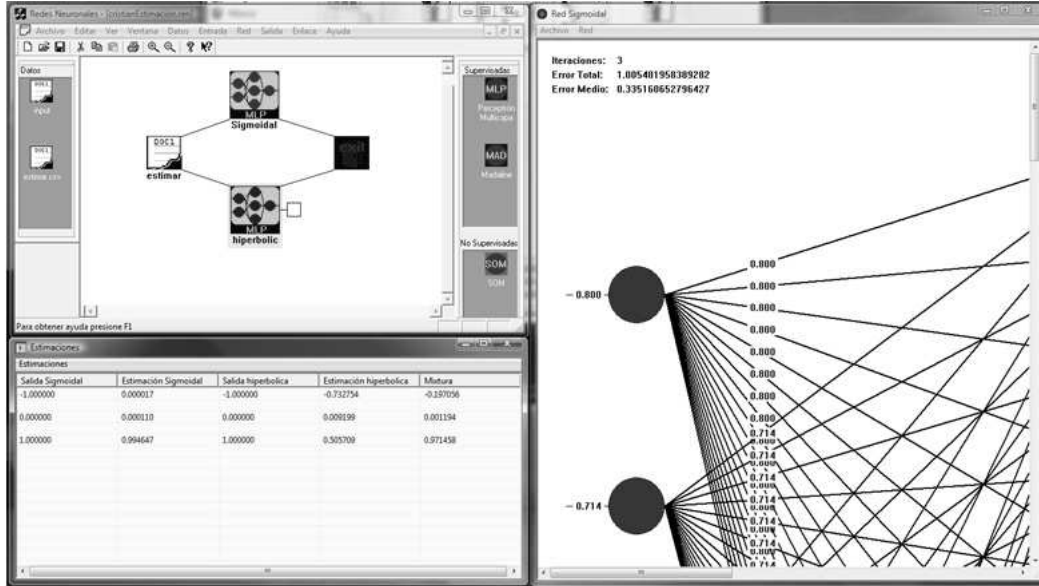 Redes Neuronales - [cristianEstimacion.ren]
Archivo Editar Ver Ventana Datos Entrada Red Salida Enlace Ayuda
Datos
DOC1
input
DOC1
MLP
Sigmoidal
DOC1
estimar
exit
MLP
hiperbolic
Supervisadas
MLP
Perceptron
Multicapa
MAD
Madaline
No Supervisadas
SOM
SOM
Para obtener ayuda presione F1
Estimaciones
Estimaciones
Salida Sigmoidal Estimación Sigmoidal Salida hiperbolica Estimación hiperbolica Mixtura
-1.000000 0.000017 -1.000000 -0.732754 -0.197056
0.000000 0.000110 0.000000 0.009199 0.001194
1.000000 0.994647 1.000000 0.505709 0.971458
Red Sigmoidal
Archivo Red
Iteraciones: 3
Error Total: 1.005481958389282
Error Medio: 0.335160652796427
- 0.800
0.800
0.800
0.800
0.800
0.800
0.800
0.800
0.800
0.714
0.714
0.714
- 0.714
0.714
0.714
0.714